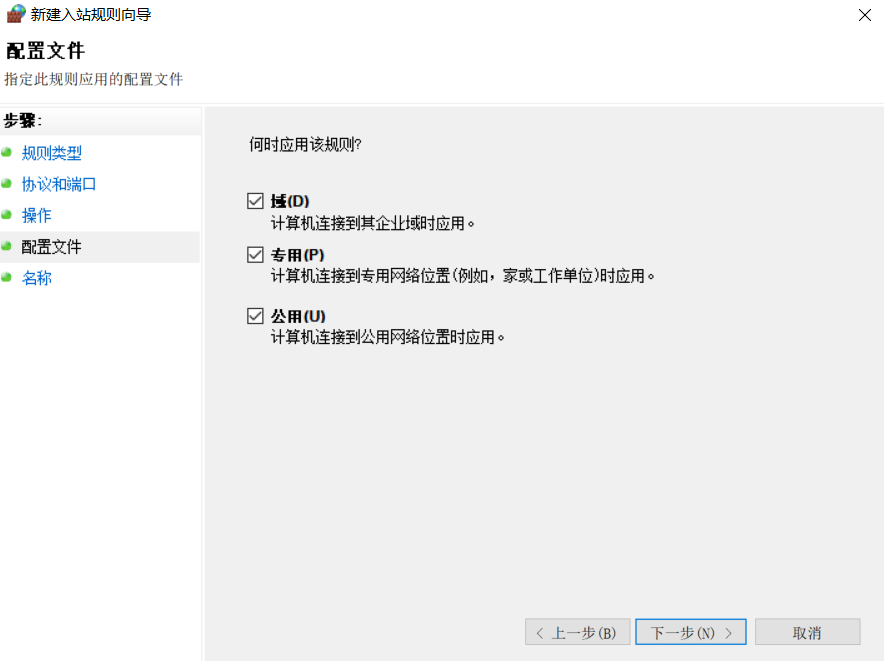 新建入站规则向导
配置文件
指定此规则应用的配置文件
步骤:
规则类型
协议和端口
操作
配置文件
名称
何时应用该规则?
域(D)
计算机连接到其企业域时应用。
专用(P)
计算机连接到专用网络位置(例如，家或工作单位)时应用。
公用(U)
计算机连接到公用网络位置时应用。
< 上一步(B)
下一步(N) >
取消